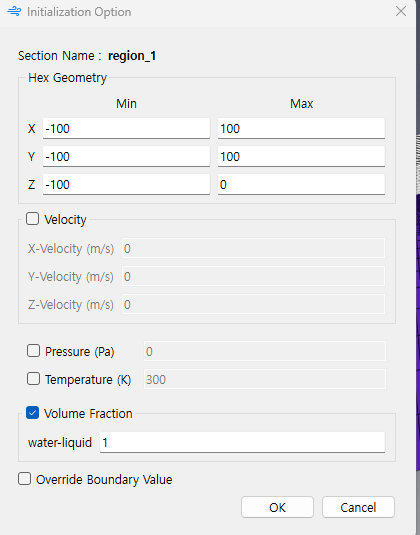 Initialization Option
Section Name : region_1
Hex Geometry
Min Max
X -100 100
Y -100 100
Z -100 0
Velocity
X-Velocity (m/s) 0
Y-Velocity (m/s) 0
Z-Velocity (m/s) 0
Pressure (Pa) 0
Temperature (K) 300
Volume Fraction
water-liquid 1
Override Boundary Value
OK Cancel